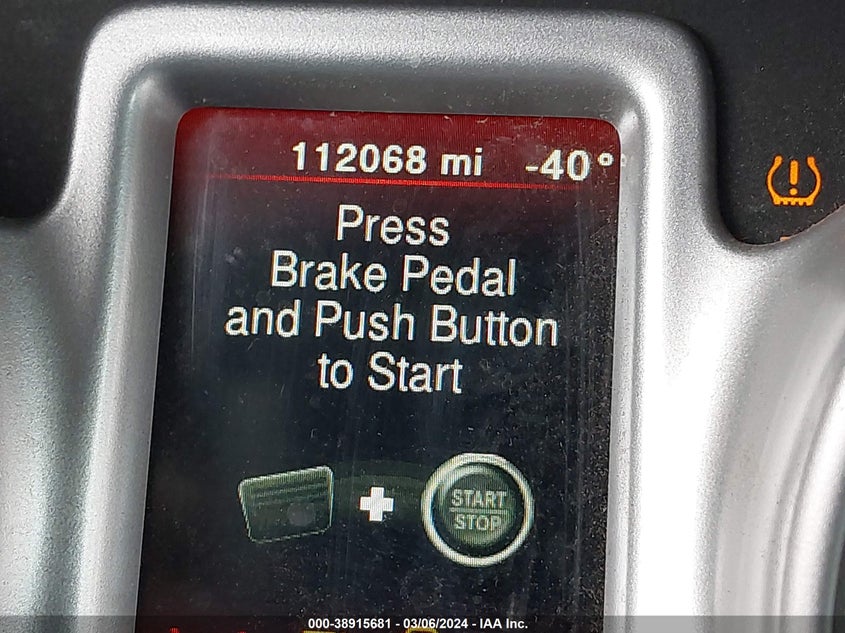 112068 mi -40°
Press
Brake Pedal
and Push Button
to Start
START
STOP
000-38915681 - 03/06/2024 - IAA Inc.